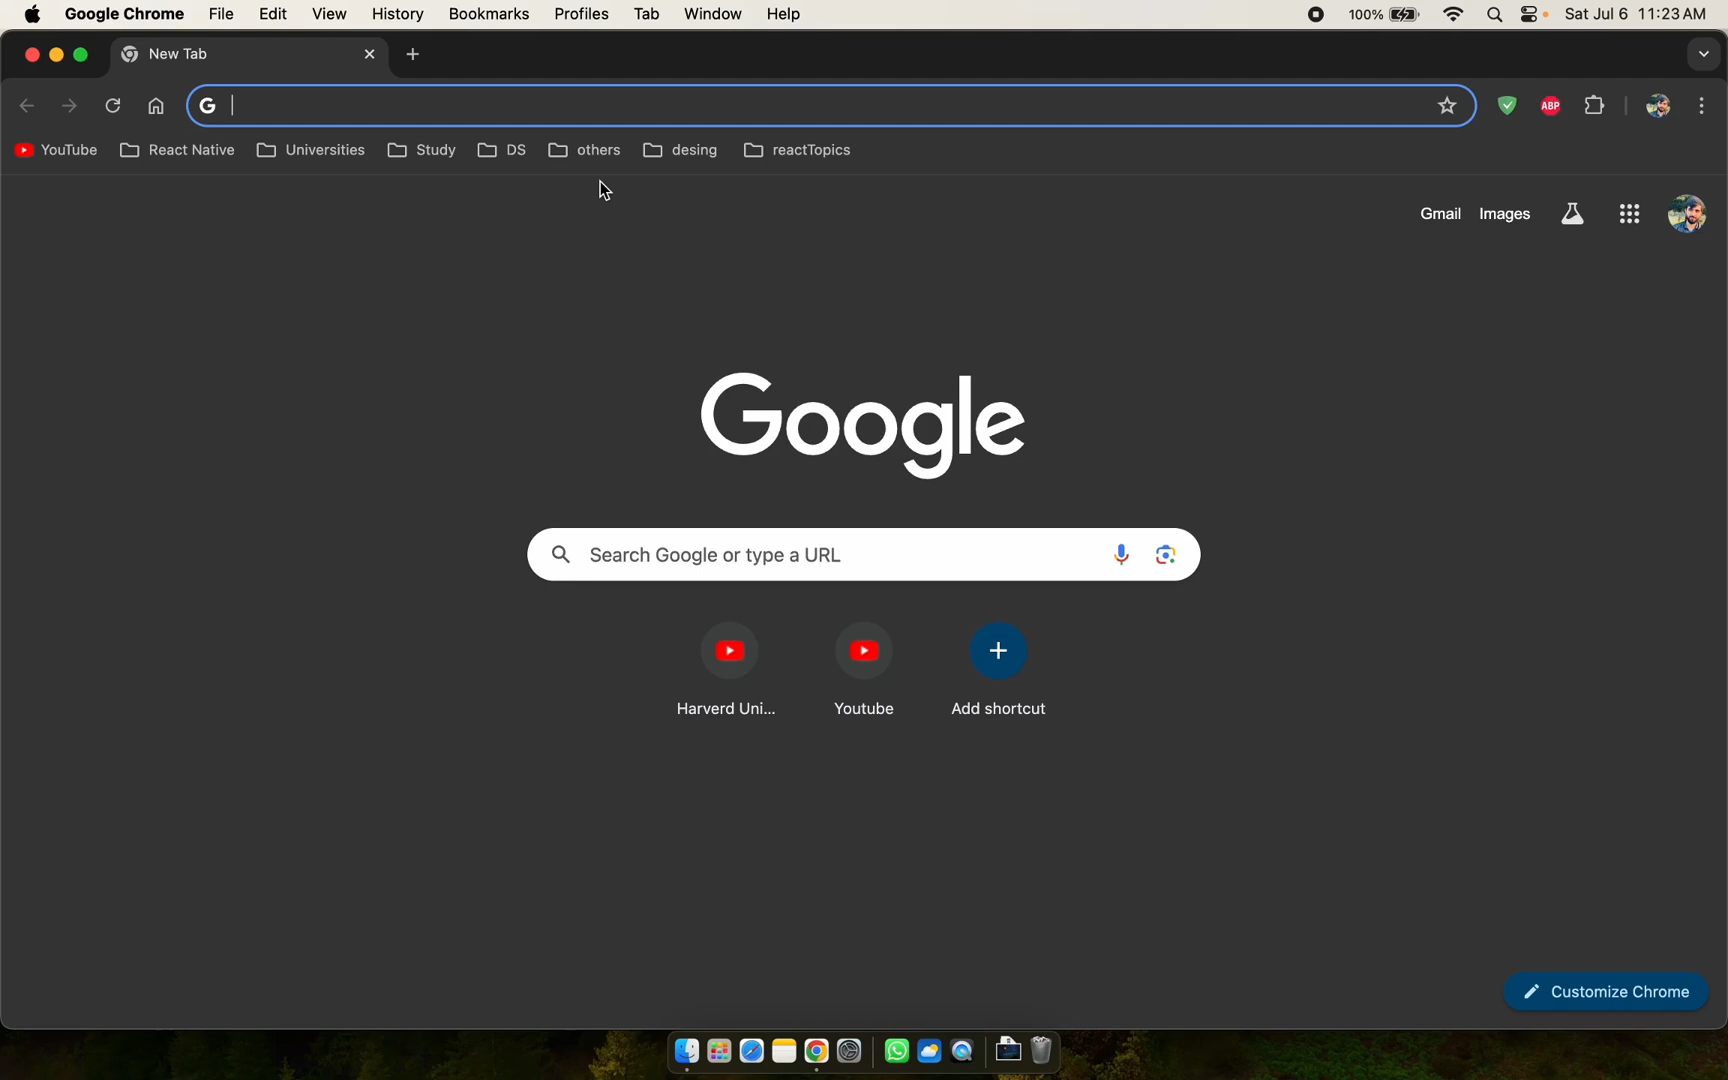 Google Chrome File Edit View History Bookmarks Profiles Tab Window Help 100% Sat Jul 6 11:23 AM
New Tab
G ABP
YouTube React Native Universities Study DS others desing reactTopics
Gmail Images
Google
Search Google or type a URL
Harverd Uni... Youtube Add shortcut
Customize Chrome